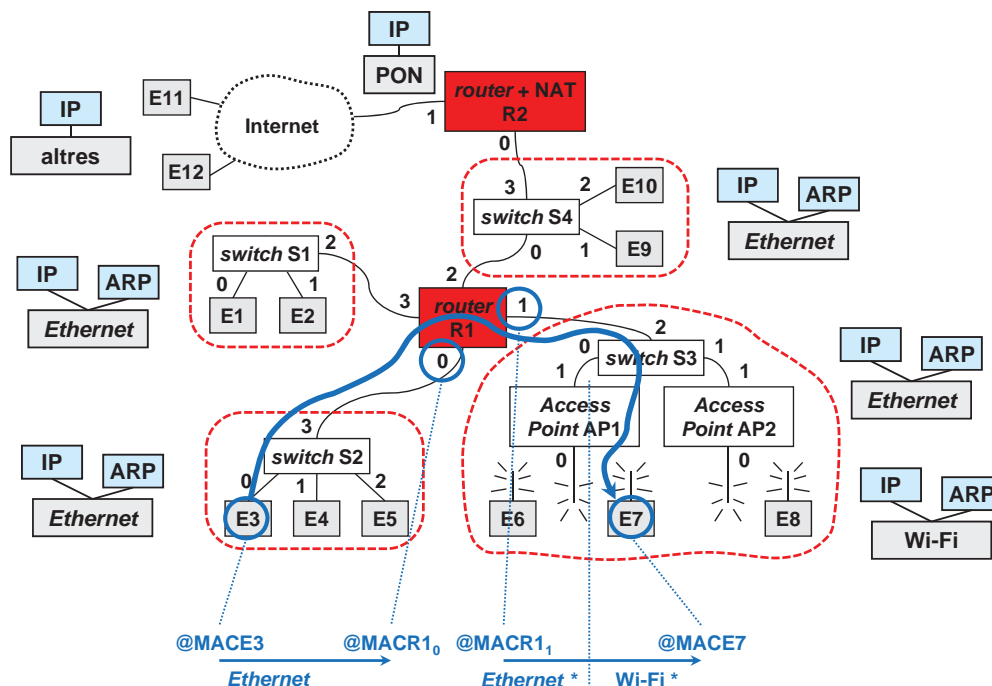 IP
PON
router + NAT
R2
1
0
E11
Internet
E12
IP
altres
3
2
E10
switch S4
0
1
E9
IP
ARP
Ethernet
switch S1
2
0
1
E1
E2
IP
ARP
Ethernet
2
3
router
R1
1
0
2
0
switch S3
1
1
1
Access
Point AP1
Access
Point AP2
0
0
E6
E7
E8
IP
ARP
Ethernet
IP
ARP
Wi-Fi
3
switch S2
0
1
2
E3
E4
E5
IP
ARP
Ethernet
@MACE3
@MACR1₀
@MACR1₁
@MACE7
Ethernet
Ethernet *
Wi-Fi *